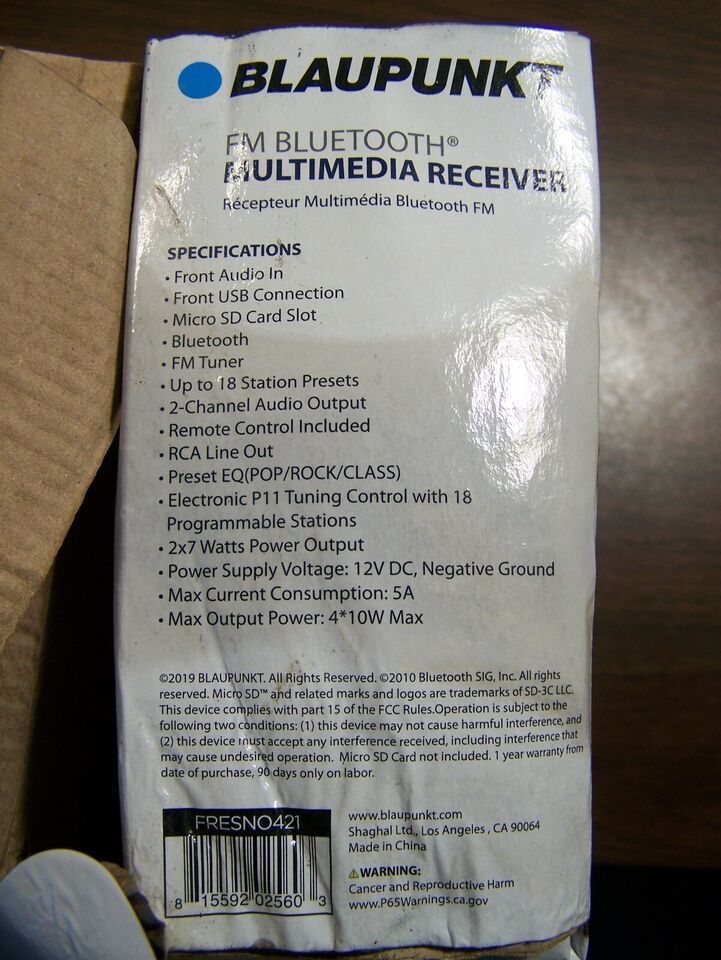 BLAUPUNKT
FM BLUETOOTH®
MULTIMEDIA RECEIVER
Récepteur Multimédia Bluetooth FM
SPECIFICATIONS
• Front Audio In
• Front USB Connection
• Micro SD Card Slot
• Bluetooth
• FM Tuner
• Up to 18 Station Presets
• 2-Channel Audio Output
• Remote Control Included
• RCA Line Out
• Preset EQ(POP/ROCK/CLASS)
• Electronic P11 Tuning Control with 18
Programmable Stations
• 2x7 Watts Power Output
• Power Supply Voltage: 12V DC, Negative Ground
• Max Current Consumption: 5A
• Max Output Power: 4*10W Max
©2019 BLAUPUNKT. All Rights Reserved. ©2010 Bluetooth SIG, Inc. All rights
reserved. Micro SD™ and related marks and logos are trademarks of SD-3C LLC.
This device complies with part 15 of the FCC Rules.Operation is subject to the
following two conditions: (1) this device may not cause harmful interference, and
(2) this device must accept any interference received, including interference that
may cause undesired operation. Micro SD Card not included. 1 year warranty from
date of purchase, 90 days only on labor.
FRESNO421
8 15592 02560 3
www.blaupunkt.com
Shaghal Ltd., Los Angeles , CA 90064
Made in China
⚠WARNING:
Cancer and Reproductive Harm
www.P65Warnings.ca.gov